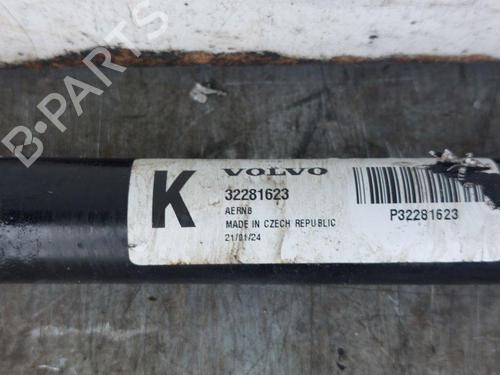 B-PARTS
K
VOLVO
32281623
AERN8
MADE IN CZECH REPUBLIC
21/01/24
P32281623